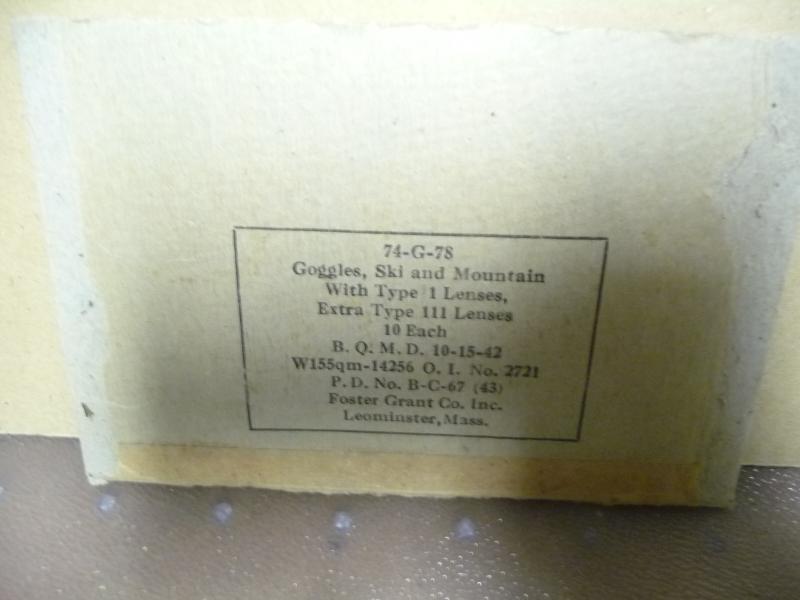 74-G-78
Goggles, Ski and Mountain
With Type 1 Lenses,
Extra Type 111 Lenses
10 Each
B. Q. M. D. 10-15-42
W155qm-14256 O. I. No. 2721
P. D. No. B-C-67 (43)
Foster Grant Co. Inc.
Leominster, Mass.